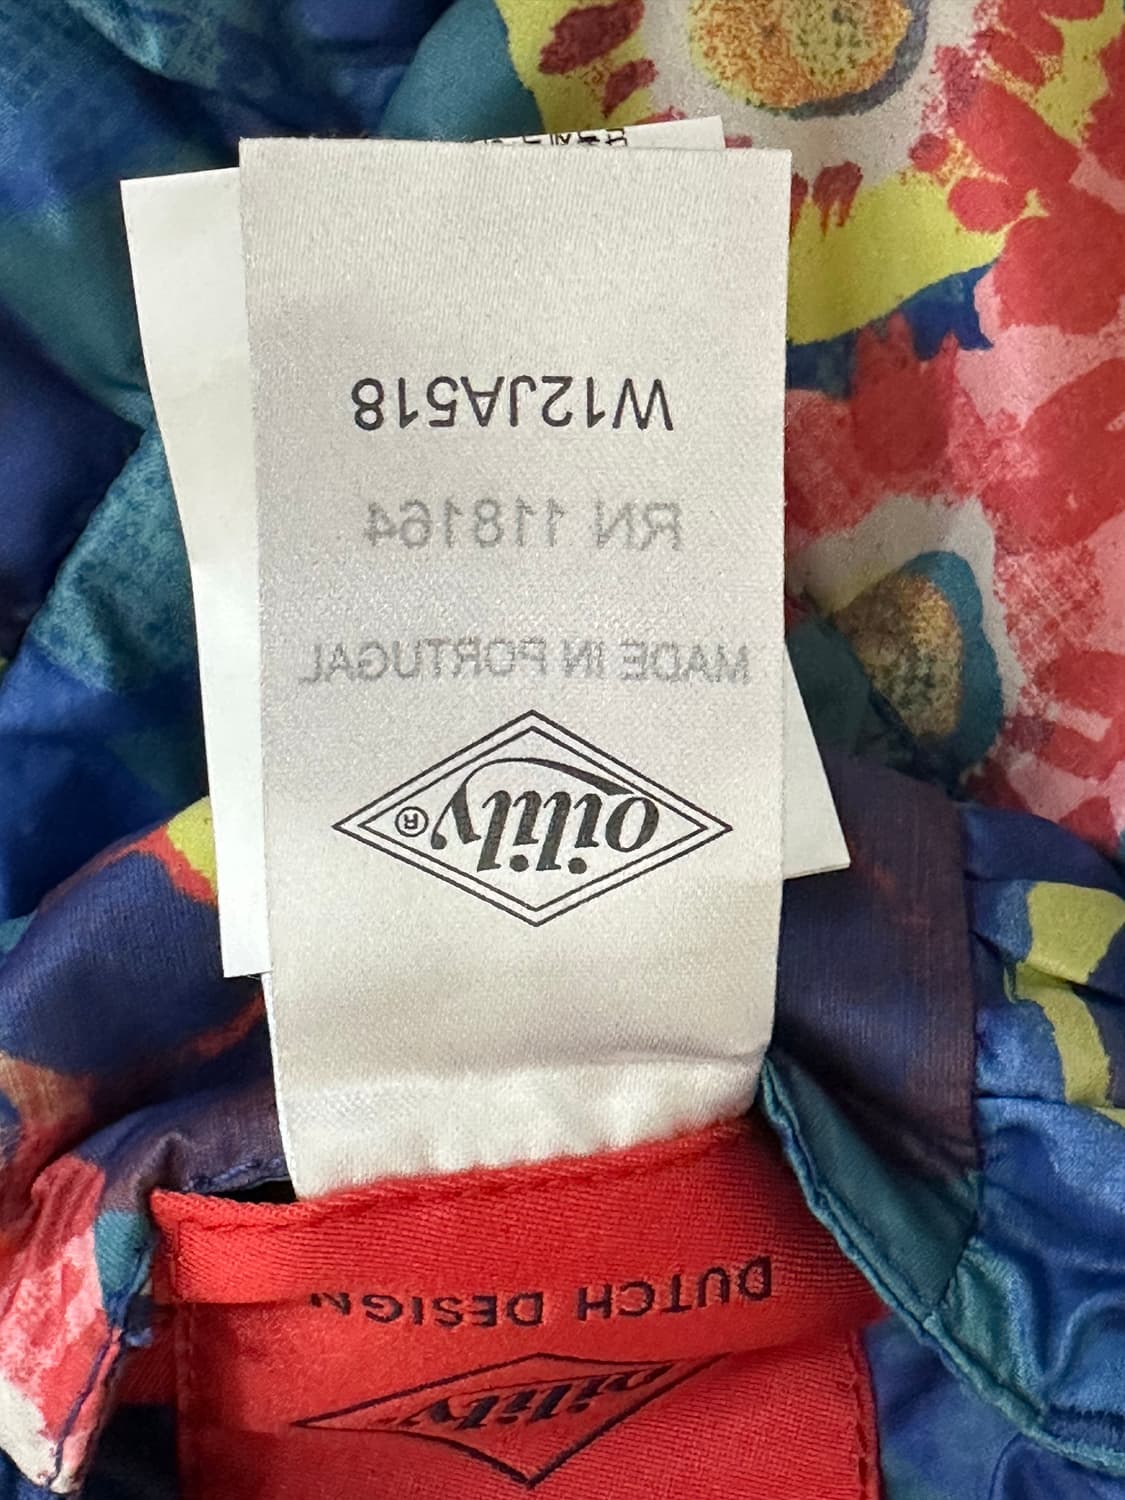 oilily
DUTCH DESIGN
oilily®
MADE IN PORTUGAL
RN 118164
W12JA518